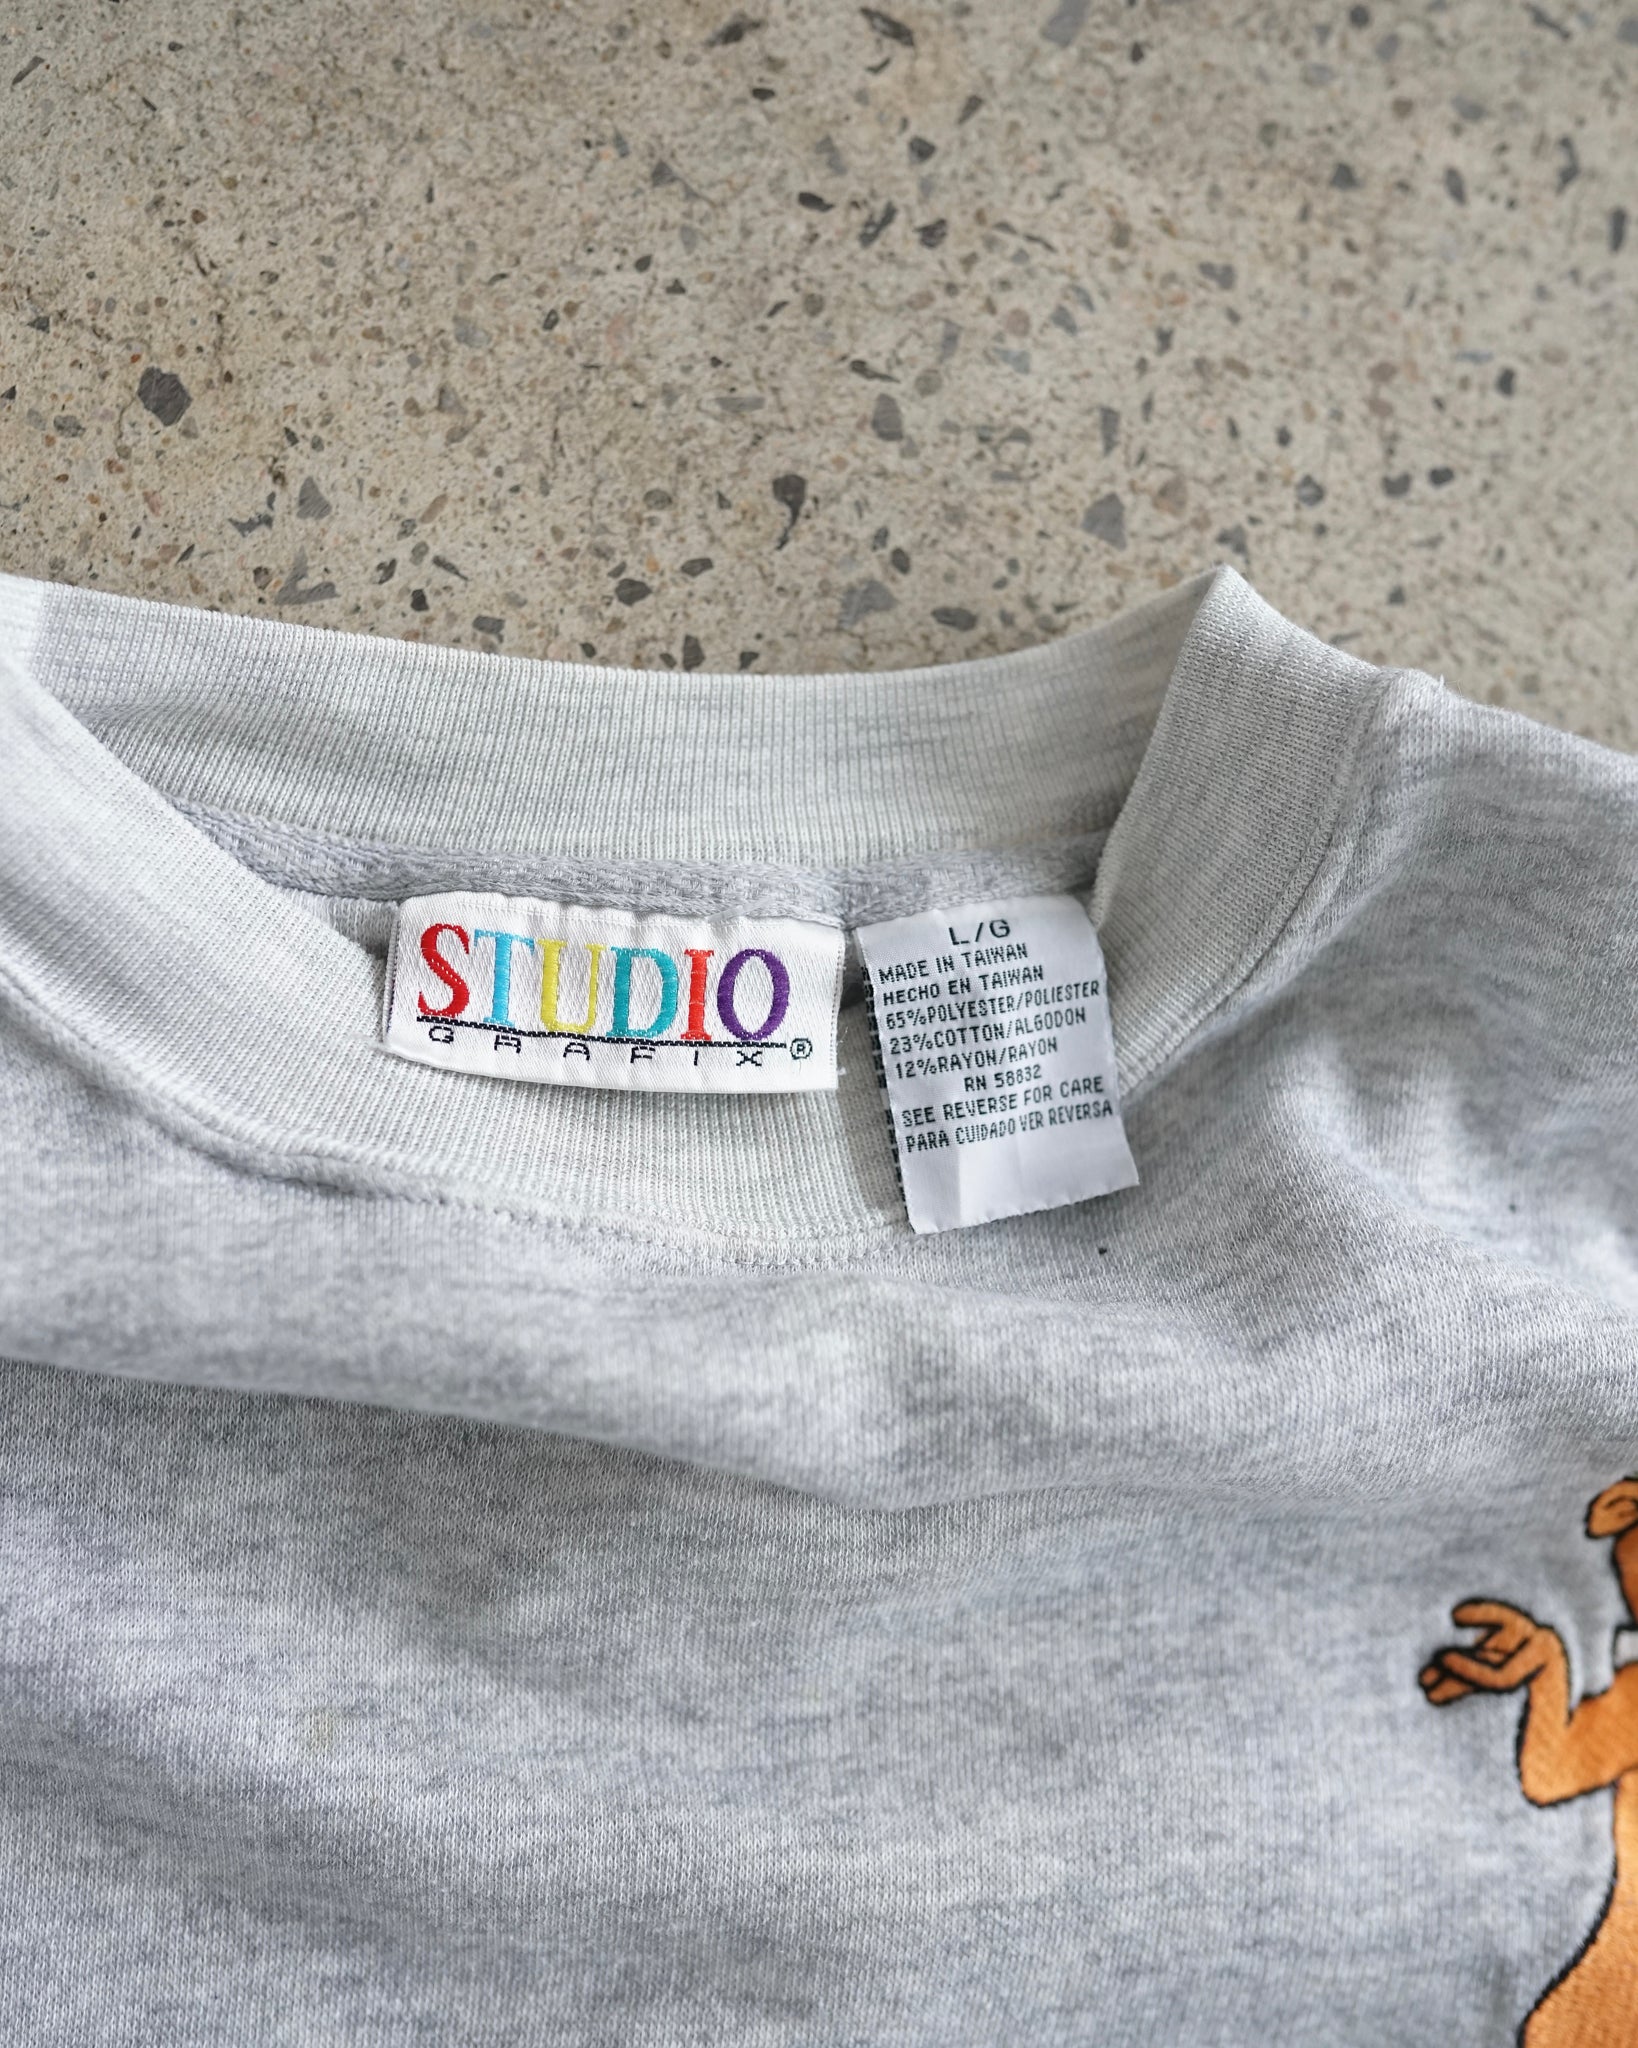 STUDIO
GRAFIX®
L/G
MADE IN TAIWAN
HECHO EN TAIWAN
65%POLYESTER/POLIESTER
23%COTTON/ALGODON
12%RAYON/RAYON
RN 58832
SEE REVERSE FOR CARE
PARA CUIDADO VER REVERSA